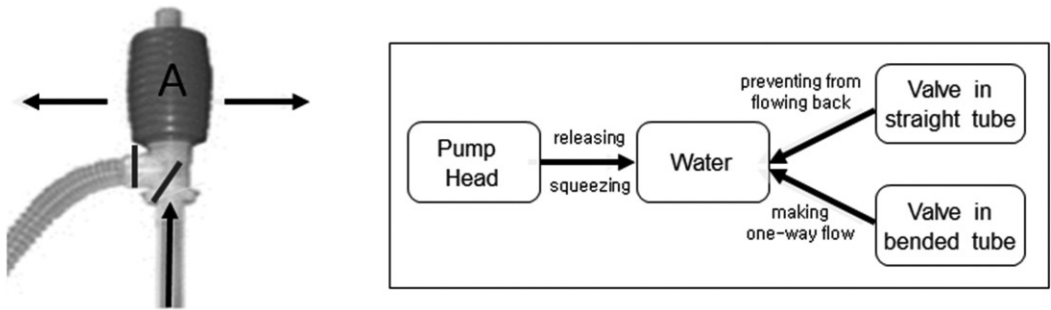 A
Pump
Head
releasing
squeezing
Water
preventing from
flowing back
making
one-way flow
Valve in
straight tube
Valve in
bended tube